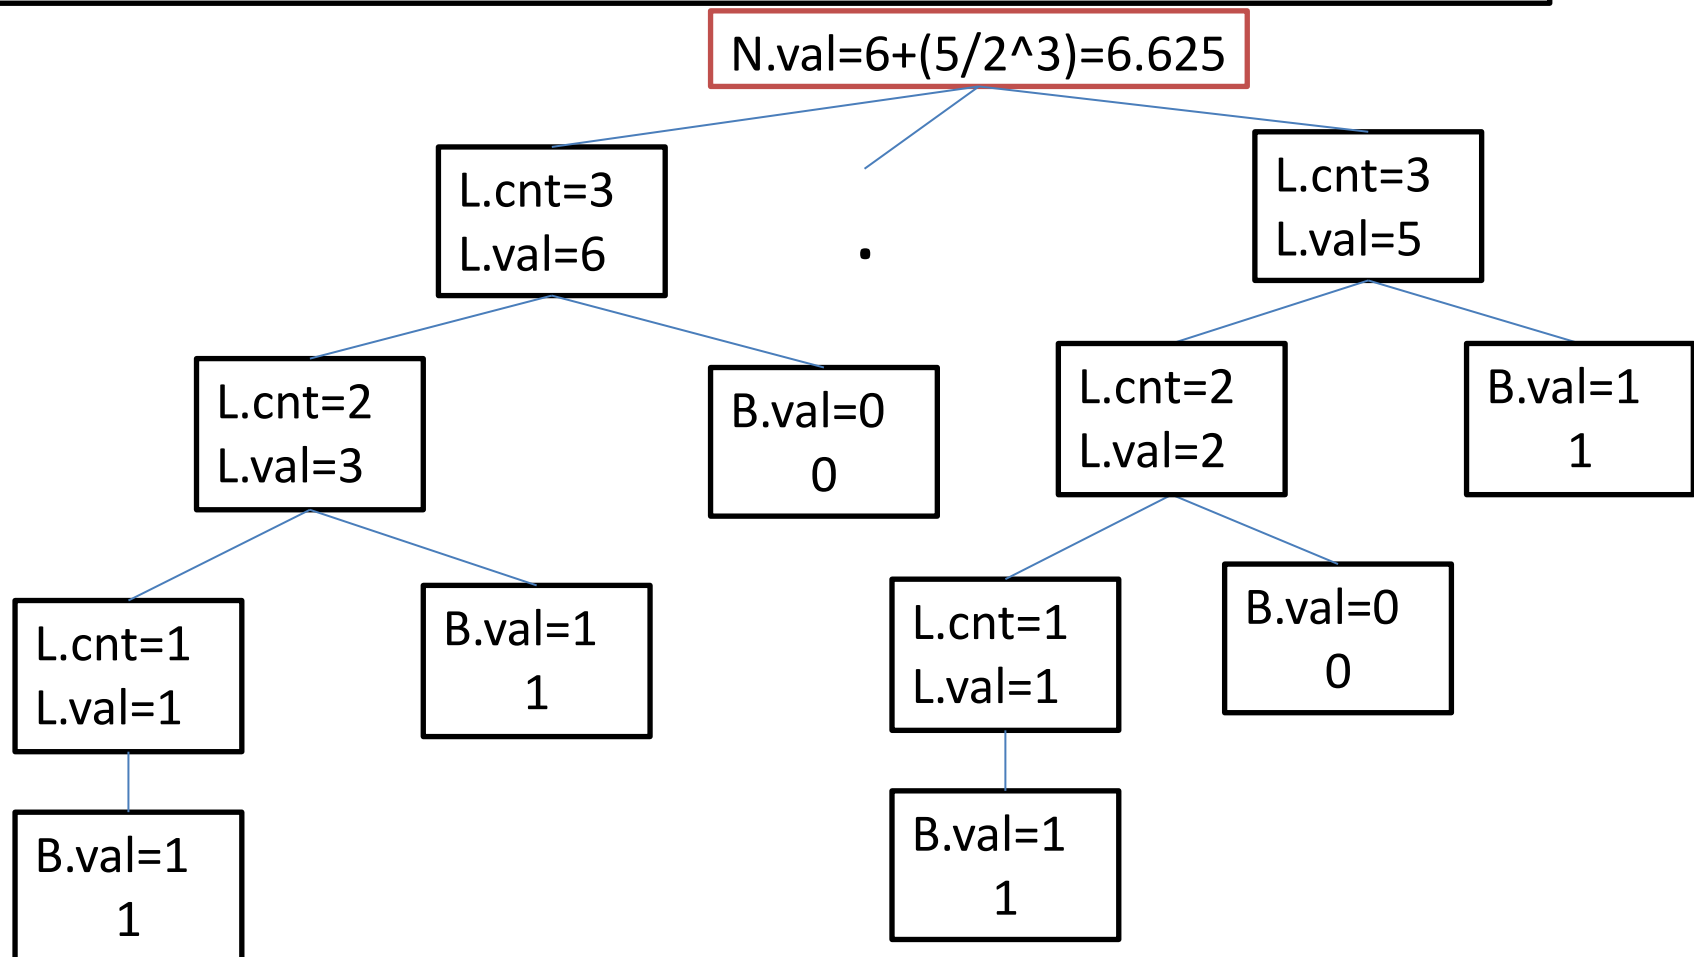 N.val=6+(5/2^3)=6.625
L.cnt=3
L.val=6
.
L.cnt=3
L.val=5
L.cnt=2
L.val=3
B.val=0
0
L.cnt=2
L.val=2
B.val=1
1
L.cnt=1
L.val=1
B.val=1
1
L.cnt=1
L.val=1
B.val=0
0
B.val=1
1
B.val=1
1